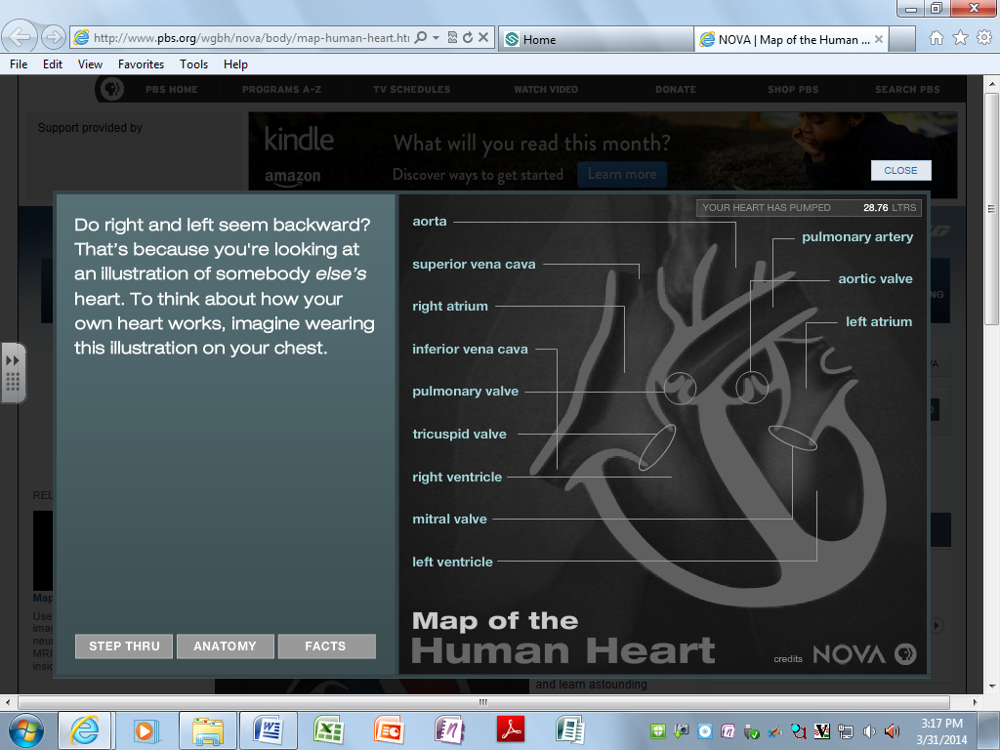 http://www.pbs.org/wgbh/nova/body/map-human-heart.ht
Home
NOVA | Map of the Human ...
File Edit View Favorites Tools Help
PBS HOME PROGRAMS A-Z TV SCHEDULES WATCH VIDEO DONATE SHOP PBS SEARCH PBS
Support provided by
kindle
amazon
What will you read this month?
Discover ways to get started
Learn more
CLOSE
Do right and left seem backward?
That's because you're looking at
an illustration of somebody else's
heart. To think about how your
own heart works, imagine wearing
this illustration on your chest.
STEP THRU ANATOMY FACTS
YOUR HEART HAS PUMPED 28.76 LTRS
aorta
pulmonary artery
superior vena cava
aortic valve
right atrium
left atrium
inferior vena cava
pulmonary valve
tricuspid valve
right ventricle
mitral valve
left ventricle
Map of the
Human Heart
credits NOVA
REL
Map
Use
MRI
and learn astounding
3:17 PM
3/31/2014